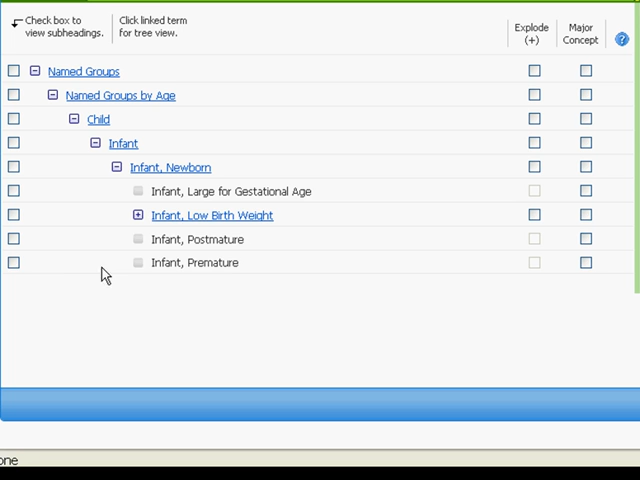 Check box to
view subheadings.
Click linked term
for tree view.
Explode
(+)
Major
Concept
?
Named Groups
Named Groups by Age
Child
Infant
Infant, Newborn
Infant, Large for Gestational Age
Infant, Low Birth Weight
Infant, Postmature
Infant, Premature
one